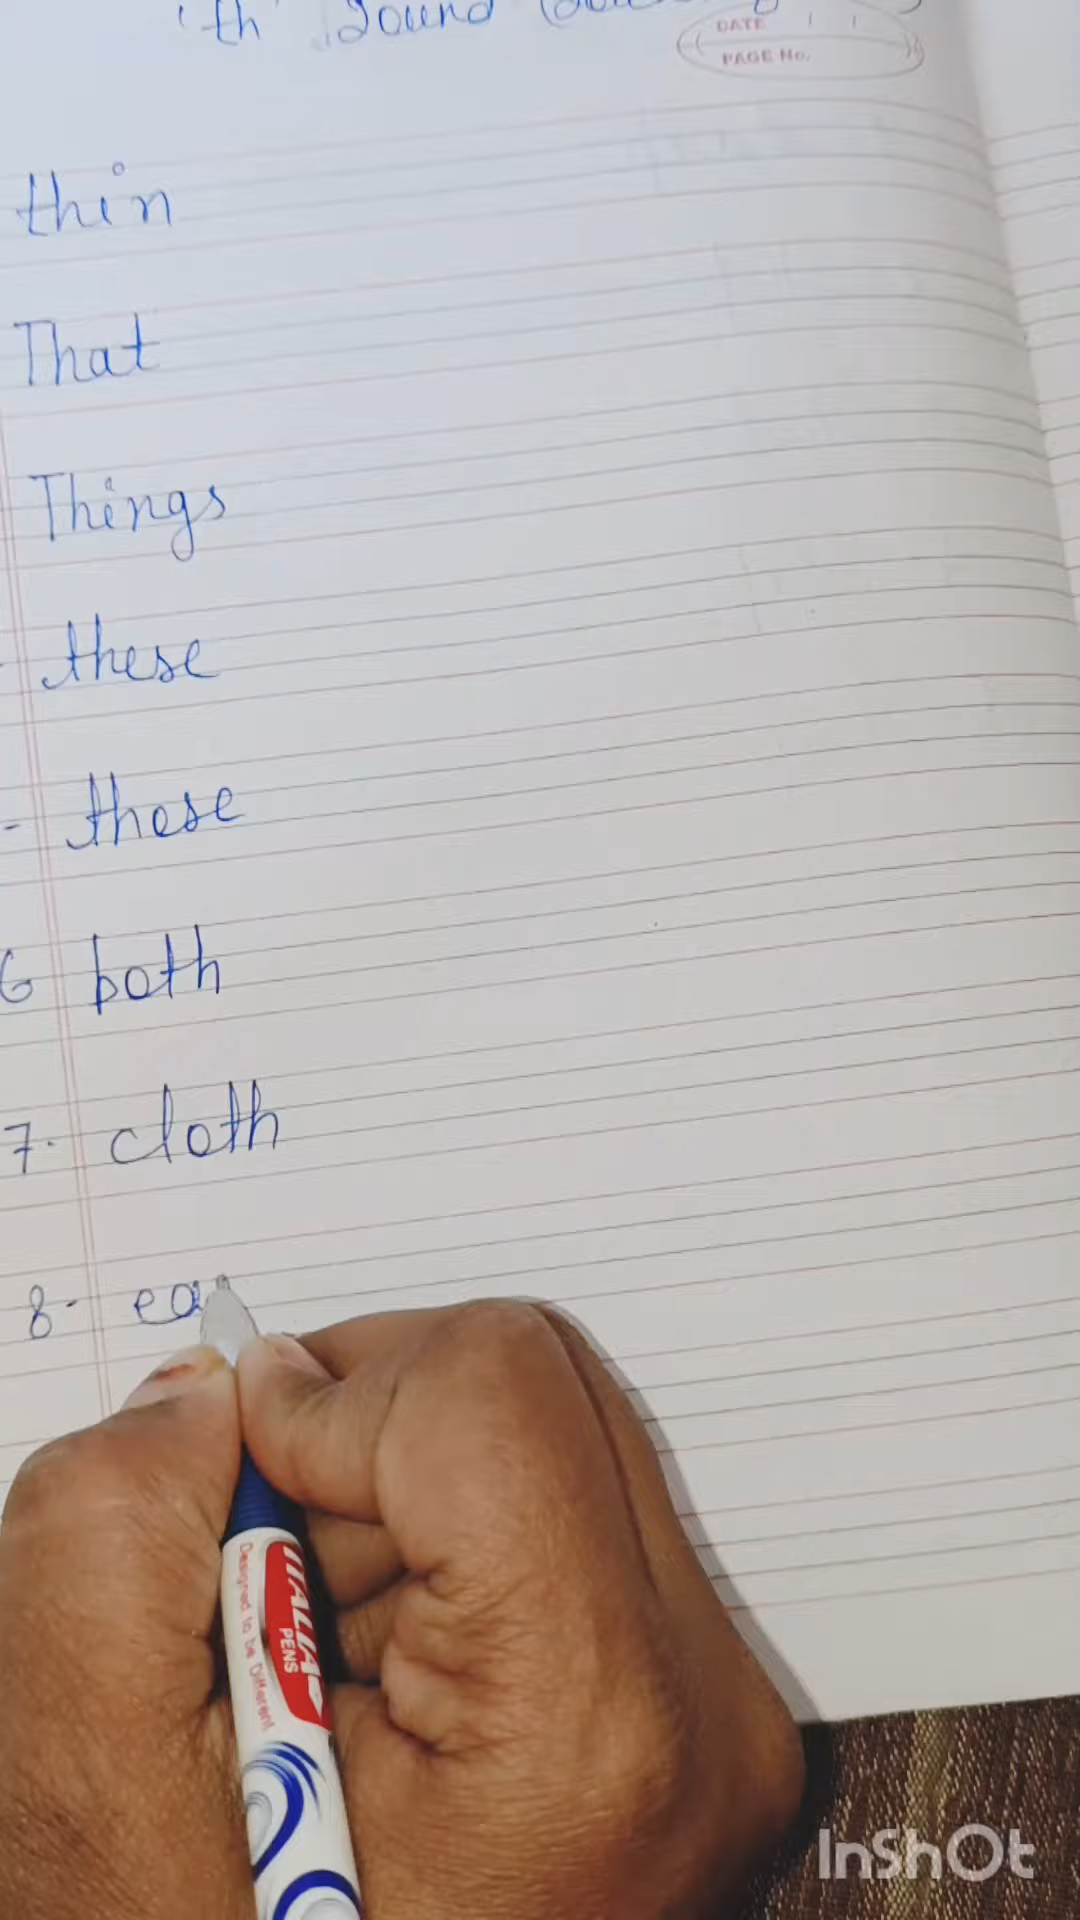 'th' Sound
DATE
PAGE No.
thin
That
Things
these
- these
6 both
7. cloth
8- ea
ITALIA
PENS
Designed to be Different
InShOt